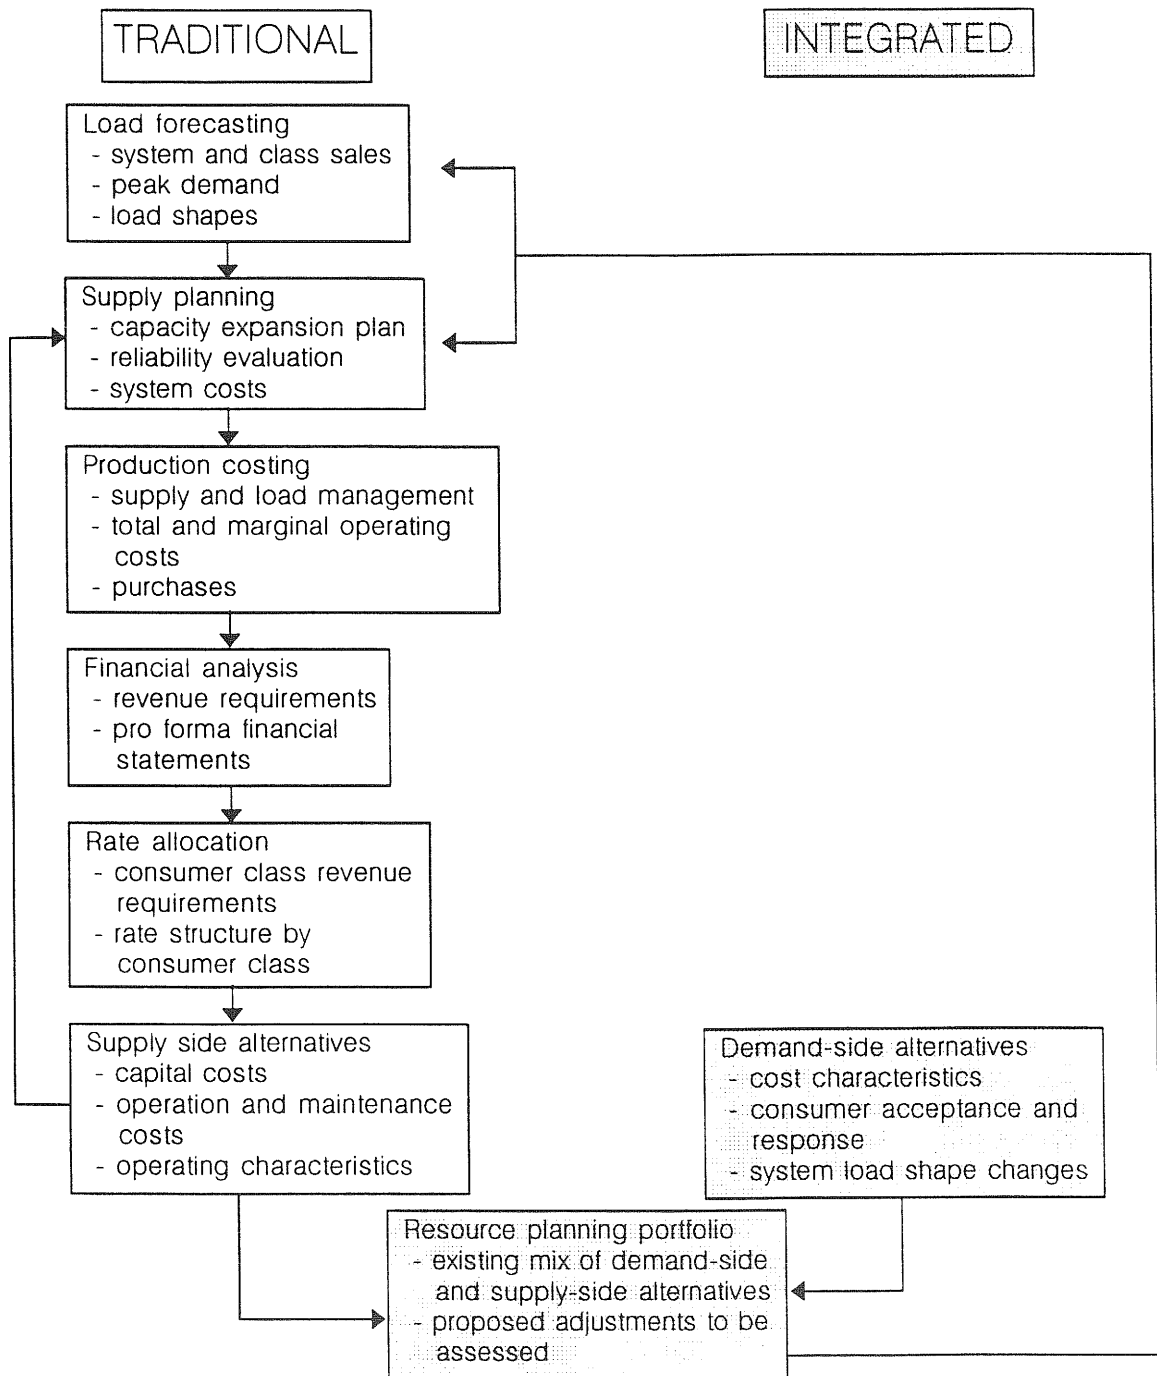 TRADITIONAL
INTEGRATED
Load forecasting
- system and class sales
- peak demand
- load shapes
Supply planning
- capacity expansion plan
- reliability evaluation
- system costs
Production costing
- supply and load management
- total and marginal operating
costs
- purchases
Financial analysis
- revenue requirements
- pro forma financial
statements
Rate allocation
- consumer class revenue
requirements
- rate structure by
consumer class
Supply side alternatives
- capital costs
- operation and maintenance
costs
- operating characteristics
Demand-side alternatives
- cost characteristics
- consumer acceptance and
response
- system load shape changes
Resource planning portfolio
- existing mix of demand-side
and supply-side alternatives
- proposed adjustments to be
assessed